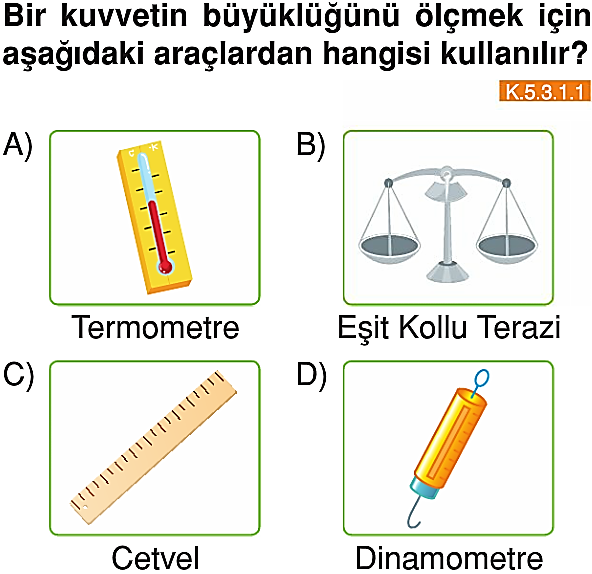 Bir kuvvetin büyüklüğünü ölçmek için
aşağıdaki araçlardan hangisi kullanılır?
K.5.3.1.1
A)
B)
Termometre
Eşit Kollu Terazi
C)
D)
Cetvel
Dinamometre